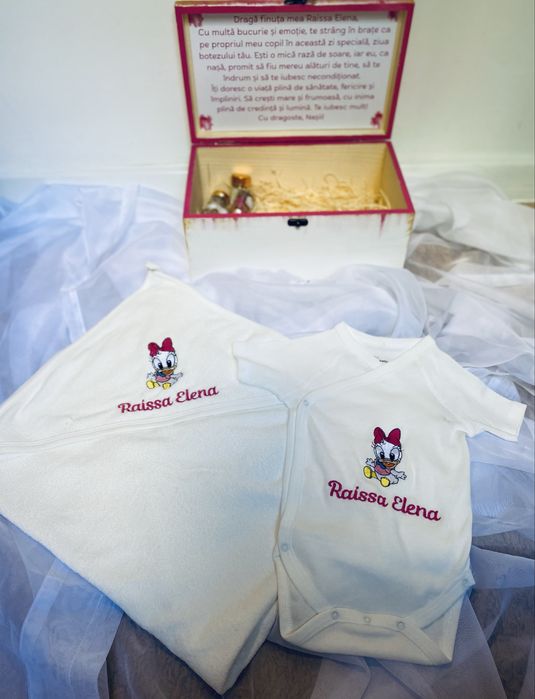 Dragă finuța mea Raissa Elena,
Cu multă bucurie și emoție, te strâng în brațe ca
pe propriul meu copil în această zi specială, ziua
botezului tău. Ești o mică rază de soare, iar eu, ca
nașă, promit să fiu mereu alături de tine, să te
îndrum și să te iubesc necondiționat.
Îți doresc o viață plină de sănătate, fericire și
împliniri. Să crești mare și frumoesă, cu inima
plină de credință și lumină. Te iubesc mult!
Cu dragoste, Nașii!
Raissa Elena
Raissa Elena